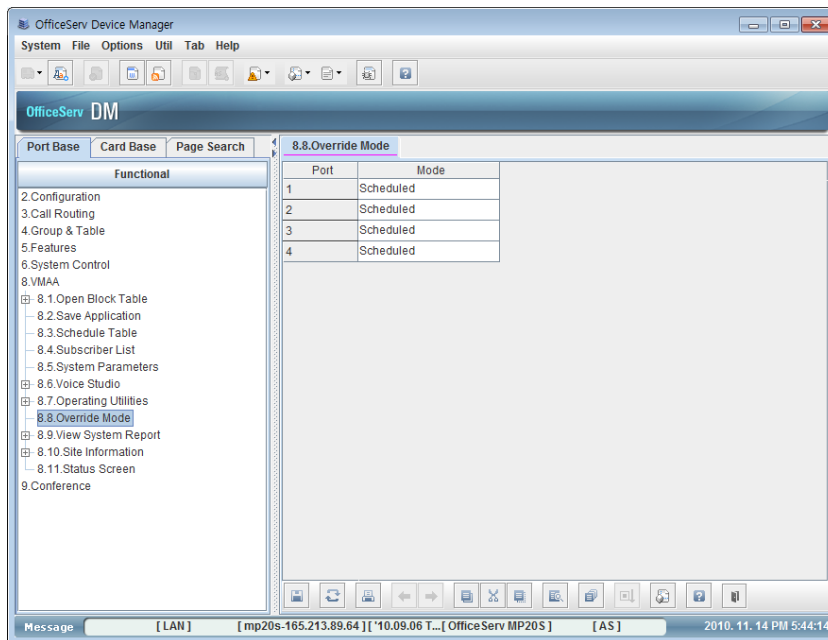 OfficeServ Device Manager
System File Options Util Tab Help
OfficeServ DM
Port Base Card Base Page Search
Functional
2.Configuration
3.Call Routing
4.Group & Table
5.Features
6.System Control
8.VMAA
8.1.Open Block Table
8.2.Save Application
8.3.Schedule Table
8.4.Subscriber List
8.5.System Parameters
8.6.Voice Studio
8.7.Operating Utilities
8.8.Override Mode
8.9.View System Report
8.10.Site Information
8.11.Status Screen
9.Conference
8.8.Override Mode
Port Mode
1 Scheduled
2 Scheduled
3 Scheduled
4 Scheduled
Message [LAN] [mp20s-165.213.89.64]['10.09.06 T...[OfficeServ MP20S] [AS] 2010. 11. 14 PM 5:44:14